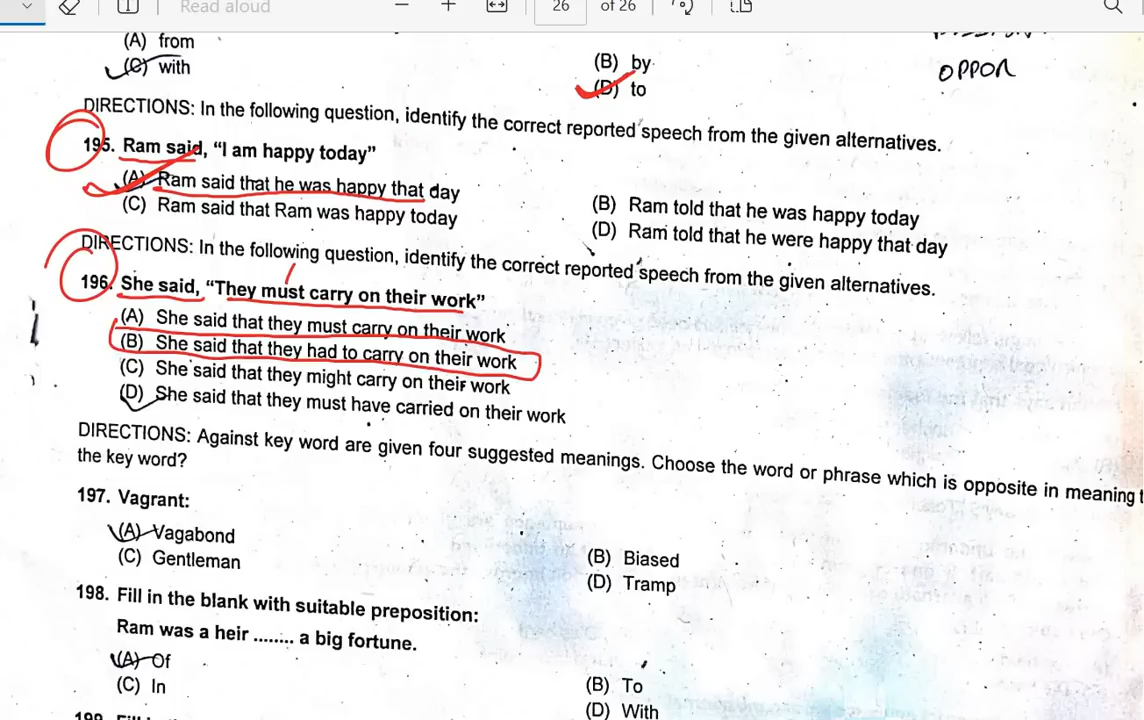 Read aloud
26 of 26
(A) from
(B) by
(C) with
(D) to
OPPOR
DIRECTIONS: In the following question, identify the correct reported speech from the given alternatives.
195. Ram said, “I am happy today”
(A) Ram said that he was happy that day
(B) Ram told that he was happy today
(C) Ram said that Ram was happy today
(D) Ram told that he were happy that day
DIRECTIONS: In the following question, identify the correct reported speech from the given alternatives.
196. She said, “They must carry on their work”
(A) She said that they must carry on their work
(B) She said that they had to carry on their work
(C) She said that they might carry on their work
(D) She said that they must have carried on their work
DIRECTIONS: Against key word are given four suggested meanings. Choose the word or phrase which is opposite in meaning t
the key word?
197. Vagrant:
(A) Vagabond
(B) Biased
(C) Gentleman
(D) Tramp
198. Fill in the blank with suitable preposition:
Ram was a heir ........ a big fortune.
(A) Of
(B) To
(C) In
(D) With